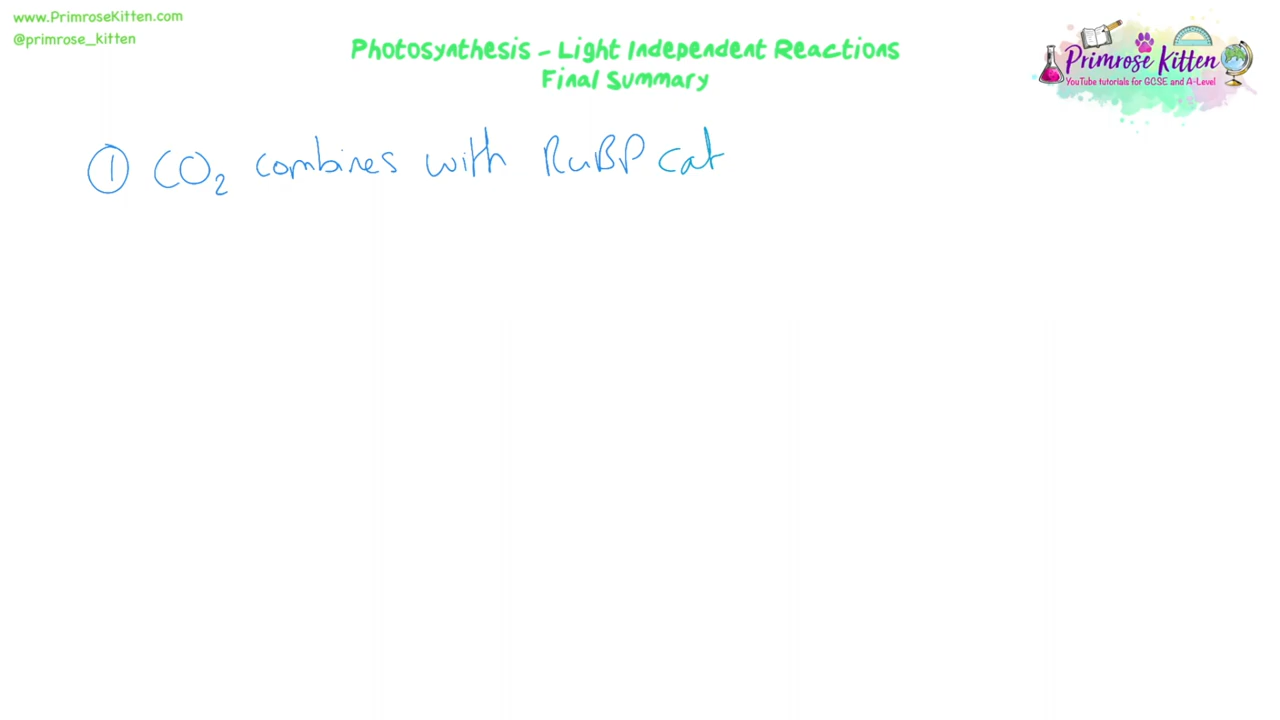 www.PrimroseKitten.com
@primrose_kitten
Photosynthesis - Light Independent Reactions
Final Summary
Primrose Kitten
YouTube tutorials for GCSE and A-Level
① CO₂ combines with RuBP cat